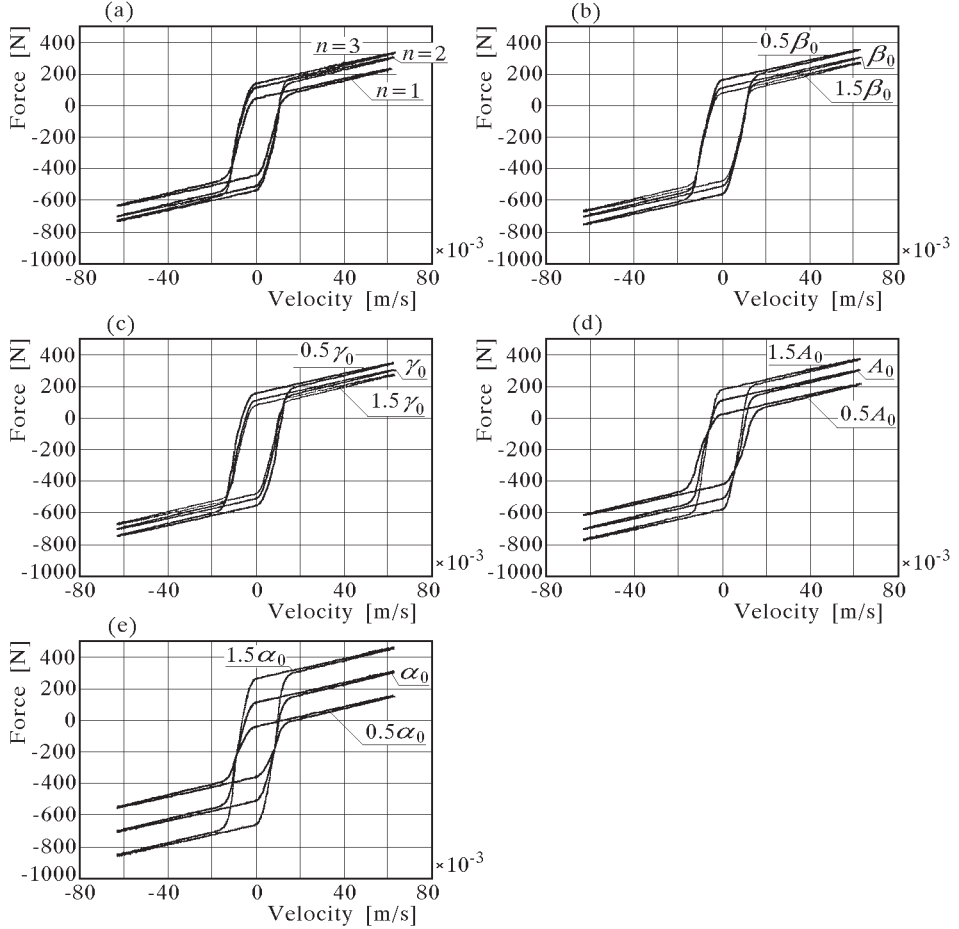 (a)
Force [N]
400
200
0
-200
-400
-600
-800
-1000
n=3
n=2
n=1
-80
-40
0
40
80
×10-3
Velocity [m/s]
(b)
Force [N]
400
200
0
-200
-400
-600
-800
-1000
0.5β0
β0
1.5β0
-80
-40
0
40
80
×10-3
Velocity [m/s]
(c)
Force [N]
400
200
0
-200
-400
-600
-800
-1000
0.5γ0
γ0
1.5γ0
-80
-40
0
40
80
×10-3
Velocity [m/s]
(d)
Force [N]
400
200
0
-200
-400
-600
-800
-1000
1.5A0
A0
0.5A0
-80
-40
0
40
80
×10-3
Velocity [m/s]
(e)
Force [N]
400
200
0
-200
-400
-600
-800
-1000
1.5α0
α0
0.5α0
-80
-40
0
40
80
×10-3
Velocity [m/s]